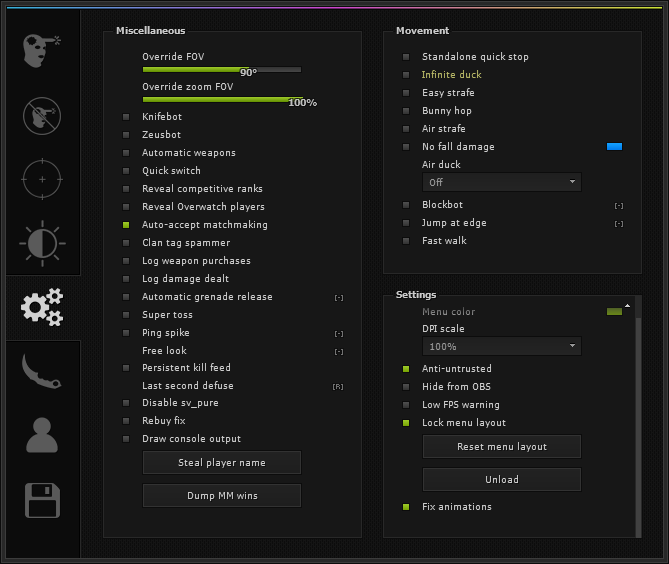 Miscellaneous
Override FOV
90°
Override zoom FOV
100%
Knifebot
Zeusbot
Automatic weapons
Quick switch
Reveal competitive ranks
Reveal Overwatch players
Auto-accept matchmaking
Clan tag spammer
Log weapon purchases
Log damage dealt
Automatic grenade release [-]
Super toss
Ping spike [-]
Free look [-]
Persistent kill feed
Last second defuse [R]
Disable sv_pure
Rebuy fix
Draw console output
Steal player name
Dump MM wins
Movement
Standalone quick stop
Infinite duck
Easy strafe
Bunny hop
Air strafe
No fall damage
Air duck
Off
Blockbot [-]
Jump at edge [-]
Fast walk
Settings
Menu color
DPI scale
100%
Anti-untrusted
Hide from OBS
Low FPS warning
Lock menu layout
Reset menu layout
Unload
Fix animations